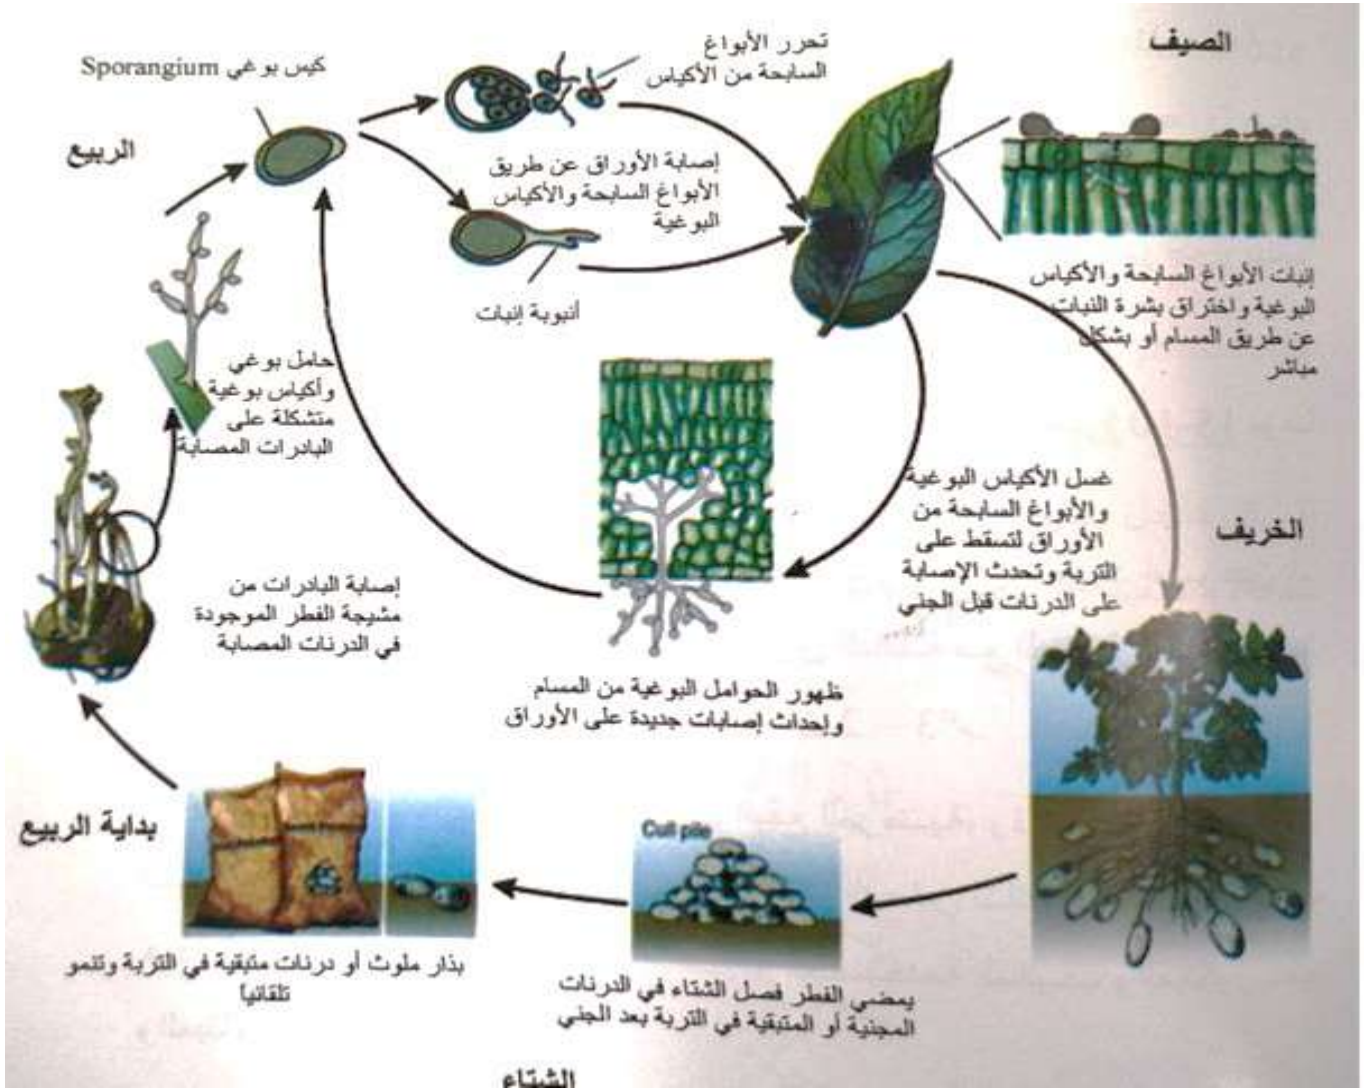 الصيف
تحرر الأبواغ
السابحة من الأكياس
كيس بوغي Sporangium
الربيع
إصابة الأوراق عن طريق
الأبواغ السابحة والأكياس
البوغية
أنبوبة إنبات
إنبات الأبواغ السابحة والأكياس
البوغية واختراق بشرة النبات
عن طريق المسام أو بشكل
مباشر
حامل بوغي
وأكياس بوغية
متشكلة على
البادرات المصابة
غسل الأكياس البوغية
والأبواغ السابحة من
الأوراق لتسقط على
التربة وتحدث الإصابة
على الدرنات قبل الجني
الخريف
إصابة البادرات من
مشيجة الفطر الموجودة
في الدرنات المصابة
ظهور الحوامل البوغية من المسام
وإحداث إصابات جديدة على الأوراق
بداية الربيع
Cull pile
بذار ملوث أو درنات متبقية في التربة وتنمو
تلقائياً
يمضي الفطر فصل الشتاء في الدرنات
المجنية أو المتبقية في التربة بعد الجني
الشتاء